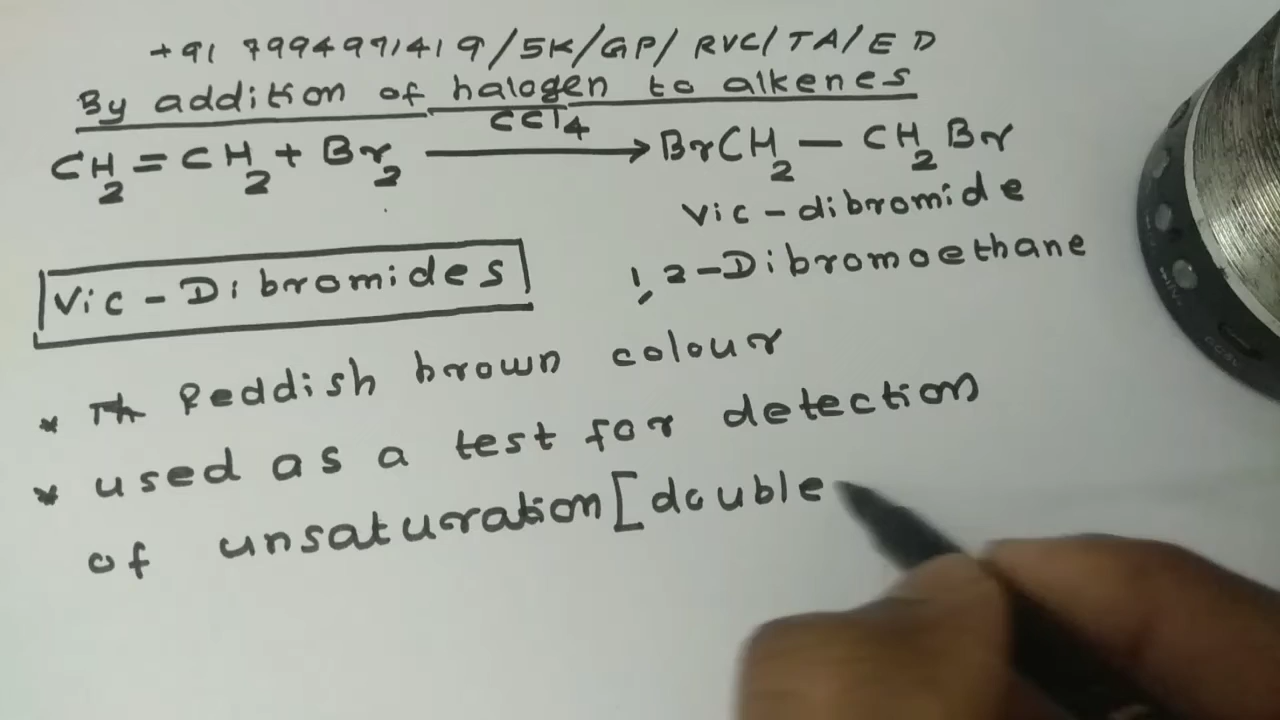 +91 7994971419/SK/GP/ RVC/TA/ED
By addition of halogen to alkenes
CH2=CH2+Br2 CCl4 ⟶ BrCH2—CH2Br
Vic-dibromide
1,2-Dibromoethane
Vic-Dibromides
* Th Reddish brown colour
* used as a test for detection
of unsaturation[double